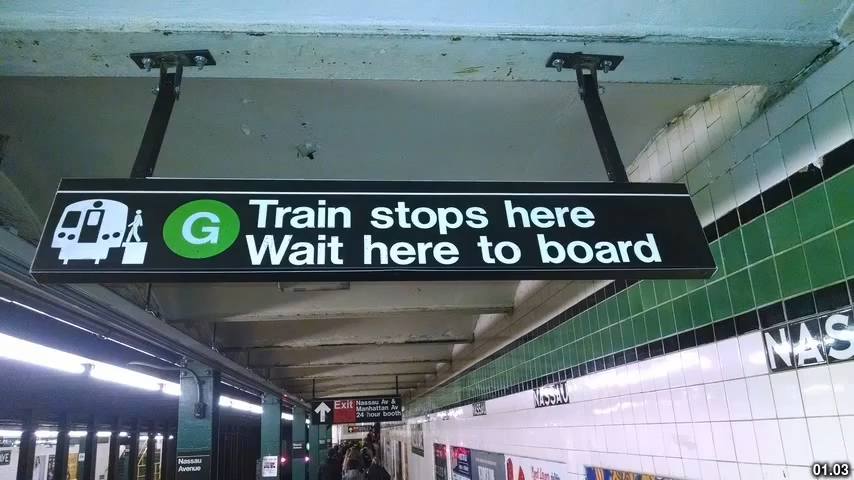 G
Train stops here
Wait here to board
NAS
NASSAU
Exit
Nassau Av &
Manhattan Av
24 hour booth
Nassau
Avenue
01.03